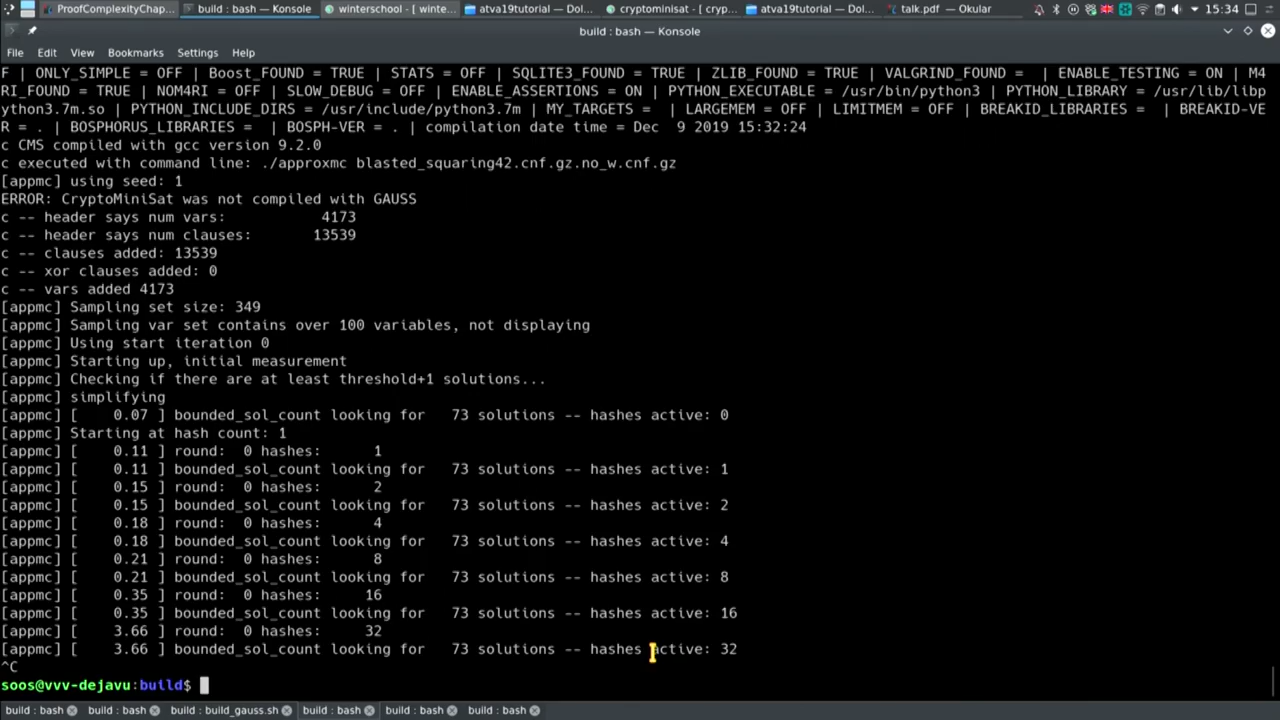 ProofComplexityChap...
build : bash — Konsole
winterschool - [ winte...
atva19tutorial — Dol...
cryptominisat - [ cryp...
atva19tutorial — Dol...
talk.pdf — Okular
15:34
build : bash — Konsole
File Edit View Bookmarks Settings Help
F | ONLY_SIMPLE = OFF | Boost_FOUND = TRUE | STATS = OFF | SQLITE3_FOUND = TRUE | ZLIB_FOUND = TRUE | VALGRIND_FOUND =  | ENABLE_TESTING = ON | M4
RI_FOUND = TRUE | NOM4RI = OFF | SLOW_DEBUG = OFF | ENABLE_ASSERTIONS = ON | PYTHON_EXECUTABLE = /usr/bin/python3 | PYTHON_LIBRARY = /usr/lib/libp
ython3.7m.so | PYTHON_INCLUDE_DIRS = /usr/include/python3.7m | MY_TARGETS =  | LARGEMEM = OFF | LIMITMEM = OFF | BREAKID_LIBRARIES =  | BREAKID-VE
R = . | BOSPHORUS_LIBRARIES =  | BOSPH-VER = . | compilation date time = Dec  9 2019 15:32:24
c CMS compiled with gcc version 9.2.0
c executed with command line: ./approxmc blasted_squaring42.cnf.gz.no_w.cnf.gz
[appmc] using seed: 1
ERROR: CryptoMiniSat was not compiled with GAUSS
c -- header says num vars:           4173
c -- header says num clauses:       13539
c -- clauses added: 13539
c -- xor clauses added: 0
c -- vars added 4173
[appmc] Sampling set size: 349
[appmc] Sampling var set contains over 100 variables, not displaying
[appmc] Using start iteration 0
[appmc] Starting up, initial measurement
[appmc] Checking if there are at least threshold+1 solutions...
[appmc] simplifying
[appmc] [    0.07 ] bounded_sol_count looking for   73 solutions -- hashes active: 0
[appmc] Starting at hash count: 1
[appmc] [    0.11 ] round:  0 hashes:      1
[appmc] [    0.11 ] bounded_sol_count looking for   73 solutions -- hashes active: 1
[appmc] [    0.15 ] round:  0 hashes:      2
[appmc] [    0.15 ] bounded_sol_count looking for   73 solutions -- hashes active: 2
[appmc] [    0.18 ] round:  0 hashes:      4
[appmc] [    0.18 ] bounded_sol_count looking for   73 solutions -- hashes active: 4
[appmc] [    0.21 ] round:  0 hashes:      8
[appmc] [    0.21 ] bounded_sol_count looking for   73 solutions -- hashes active: 8
[appmc] [    0.35 ] round:  0 hashes:     16
[appmc] [    0.35 ] bounded_sol_count looking for   73 solutions -- hashes active: 16
[appmc] [    3.66 ] round:  0 hashes:     32
[appmc] [    3.66 ] bounded_sol_count looking for   73 solutions -- hashes active: 32
^C
soos@vvv-dejavu:build$
build : bash
build : bash
build : build_gauss.sh
build : bash
build : bash
build : bash